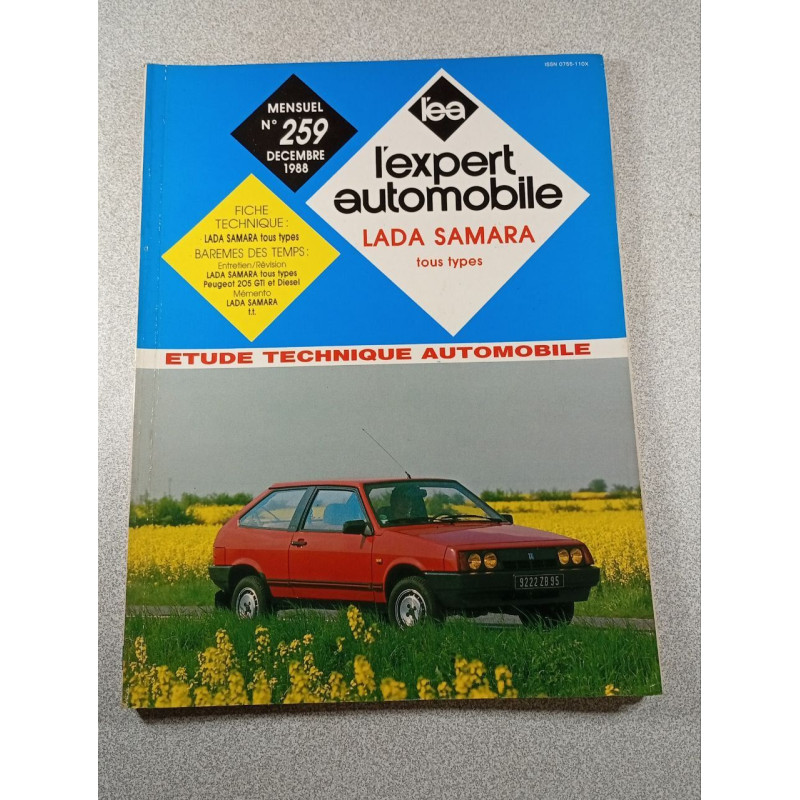 ISSN 0755-110X
MENSUEL
N° 259
DECEMBRE
1988
l'ea
l'expert
automobile
LADA SAMARA
tous types
FICHE
TECHNIQUE :
LADA SAMARA tous types
BAREMES DES TEMPS :
Entretien/Révision
LADA SAMARA tous types
Peugeot 205 GTI et Diesel
Mémento
LADA SAMARA
t.t.
ETUDE TECHNIQUE AUTOMOBILE
9222 ZB 95